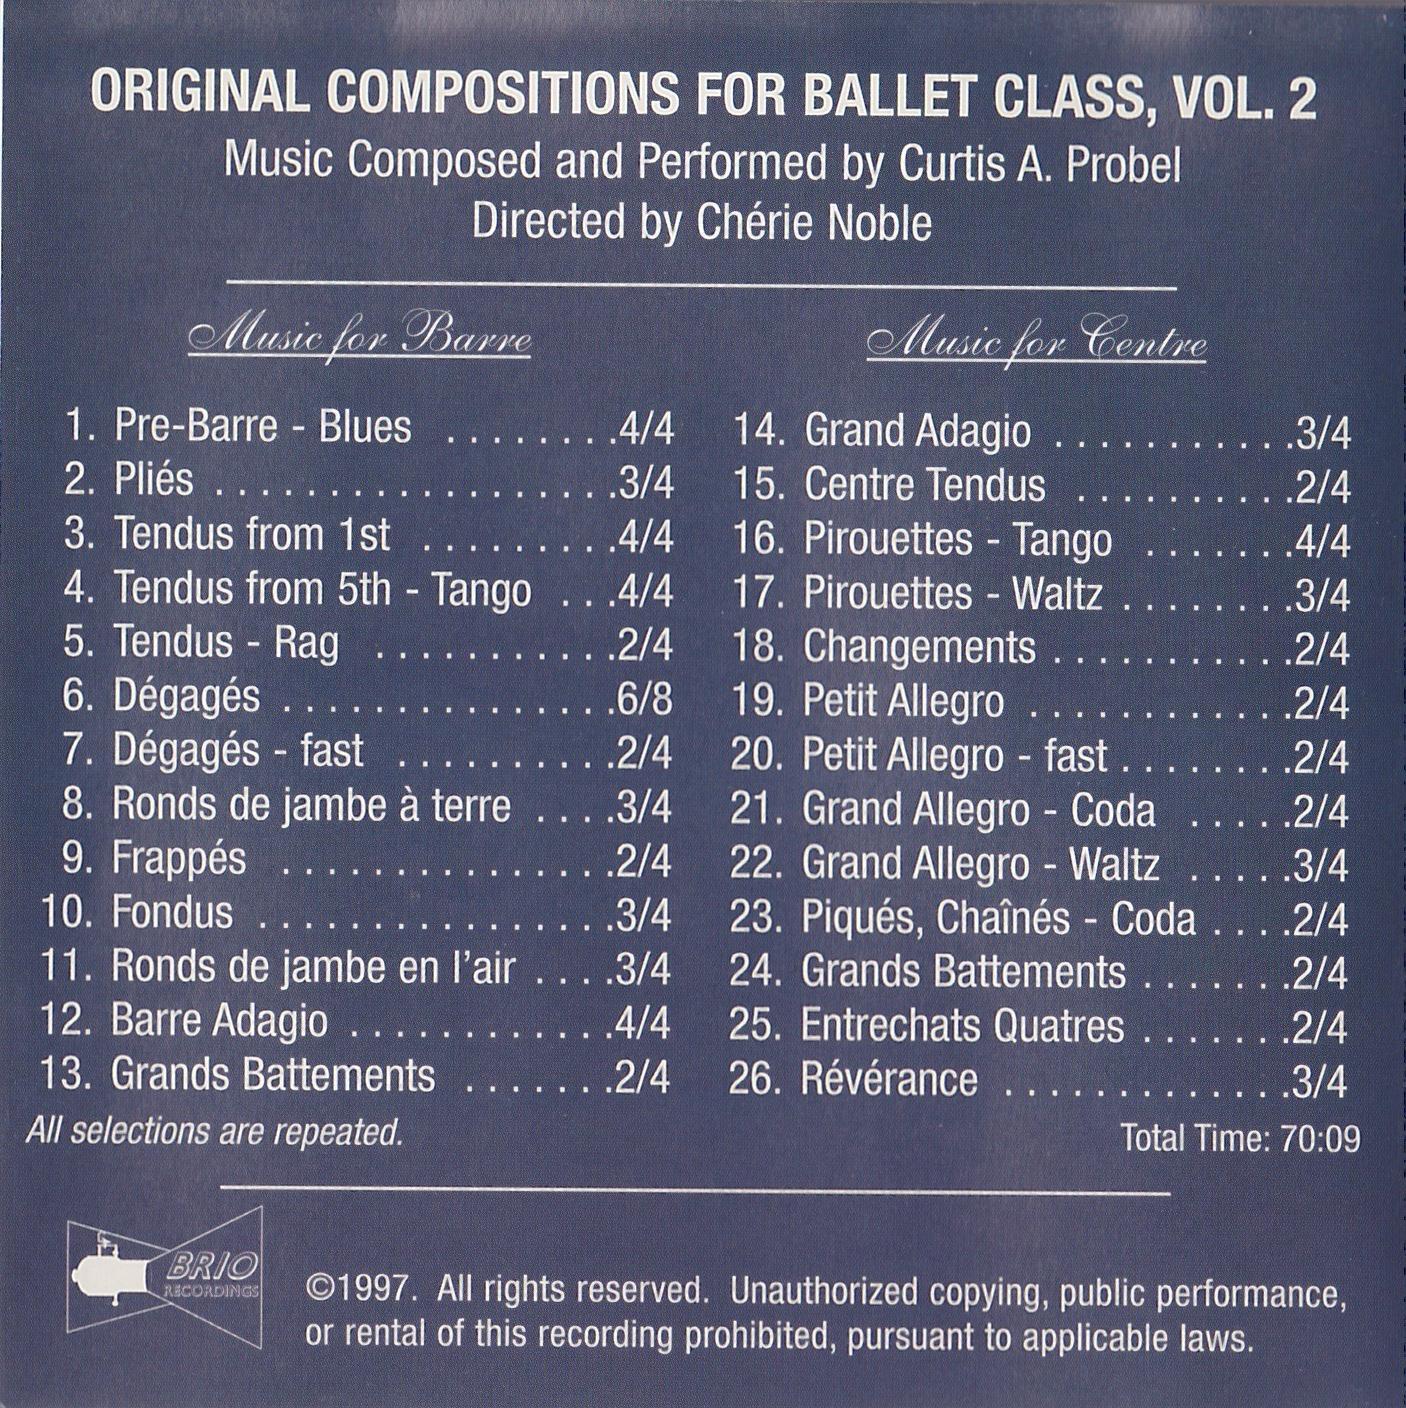 ORIGINAL COMPOSITIONS FOR BALLET CLASS, VOL. 2
Music Composed and Performed by Curtis A. Probel
Directed by Chérie Noble
Music for Barre
1. Pre-Barre - Blues ........4/4
2. Pliés ..................3/4
3. Tendus from 1st .........4/4
4. Tendus from 5th - Tango ...4/4
5. Tendus - Rag ...........2/4
6. Dégagés ...............6/8
7. Dégagés - fast ..........2/4
8. Ronds de jambe à terre ....3/4
9. Frappés ...............2/4
10. Fondus ................3/4
11. Ronds de jambe en l'air ....3/4
12. Barre Adagio ............4/4
13. Grands Battements .......2/4
All selections are repeated.
Music for Centre
14. Grand Adagio ...........3/4
15. Centre Tendus ..........2/4
16. Pirouettes - Tango .......4/4
17. Pirouettes - Waltz ........3/4
18. Changements ...........2/4
19. Petit Allegro ............2/4
20. Petit Allegro - fast ........2/4
21. Grand Allegro - Coda .....2/4
22. Grand Allegro - Waltz .....3/4
23. Piqués, Chaînés - Coda ....2/4
24. Grands Battements .......2/4
25. Entrechats Quatres .......2/4
26. Révérance .............3/4
Total Time: 70:09
BRIO
RECORDINGS
©1997. All rights reserved. Unauthorized copying, public performance,
or rental of this recording prohibited, pursuant to applicable laws.